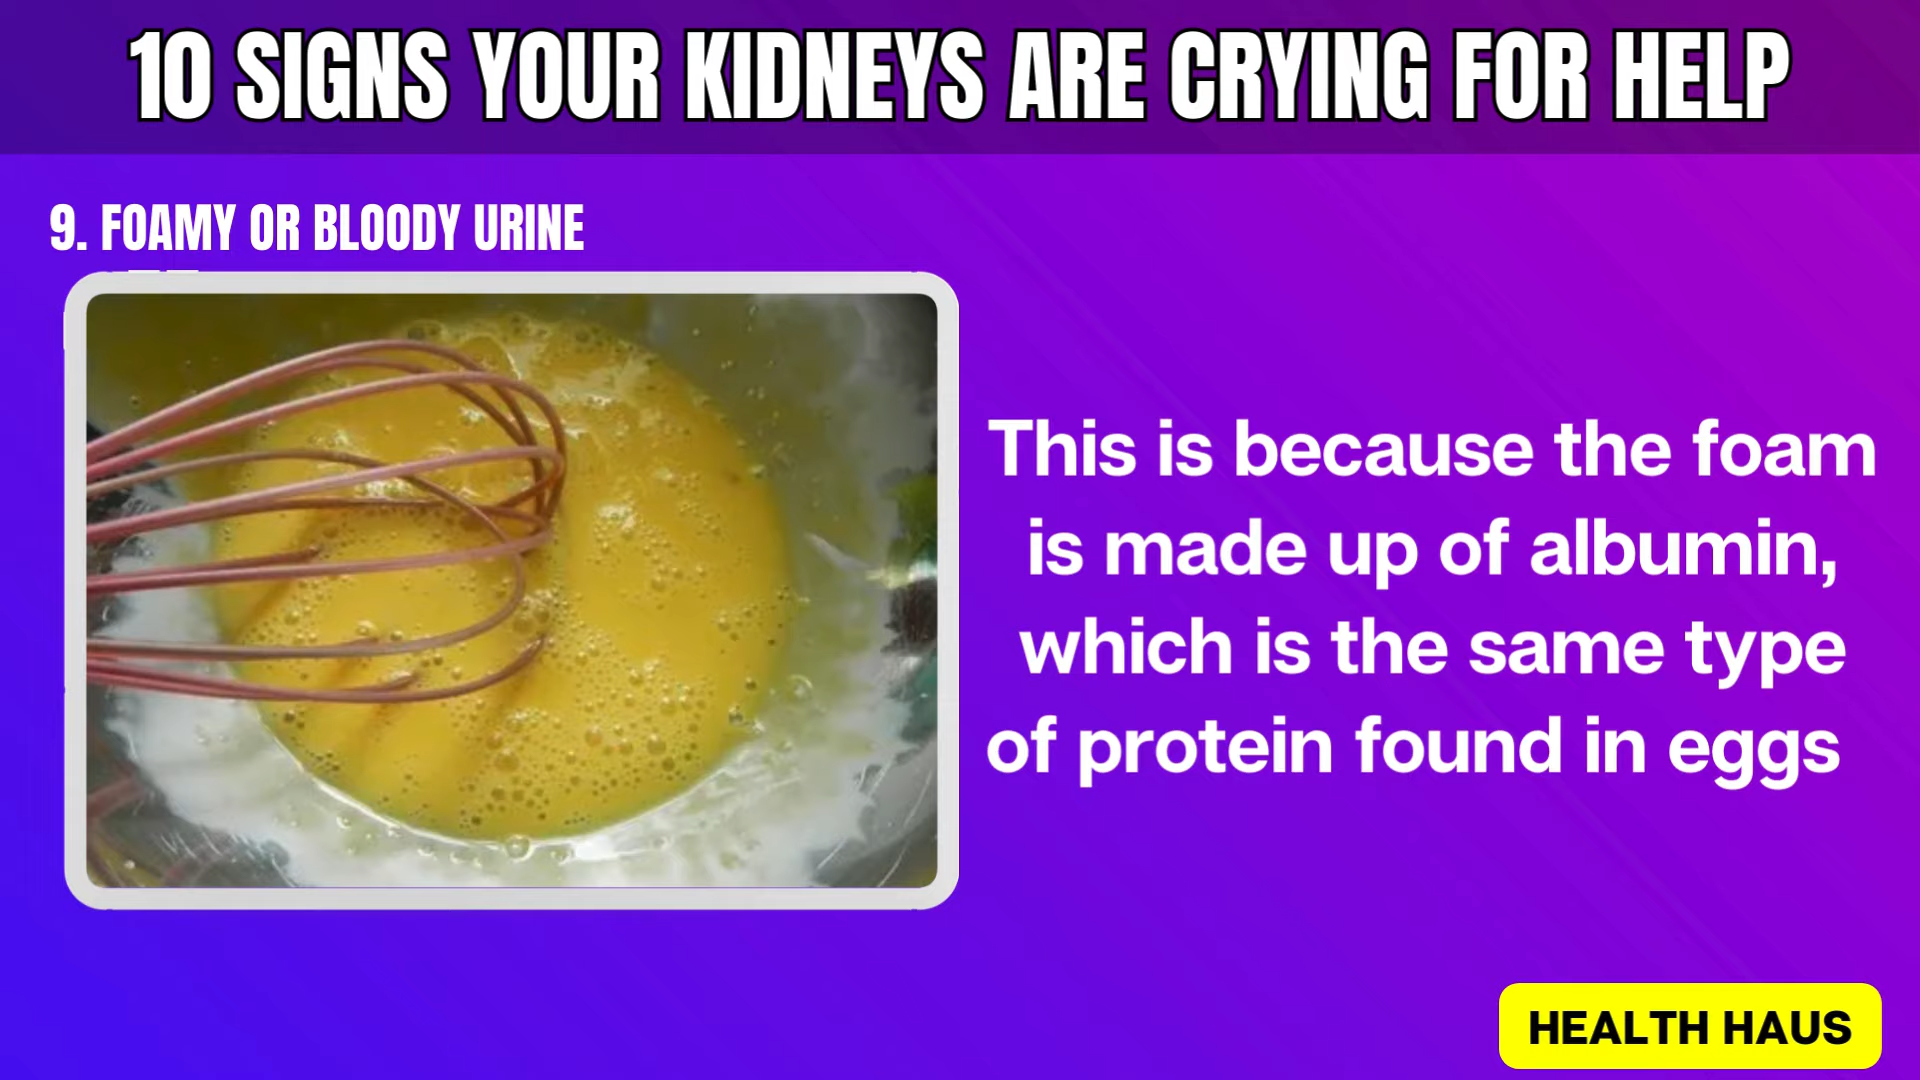 10 SIGNS YOUR KIDNEYS ARE CRYING FOR HELP
9. FOAMY OR BLOODY URINE
This is because the foam
is made up of albumin,
which is the same type
of protein found in eggs
HEALTH HAUS